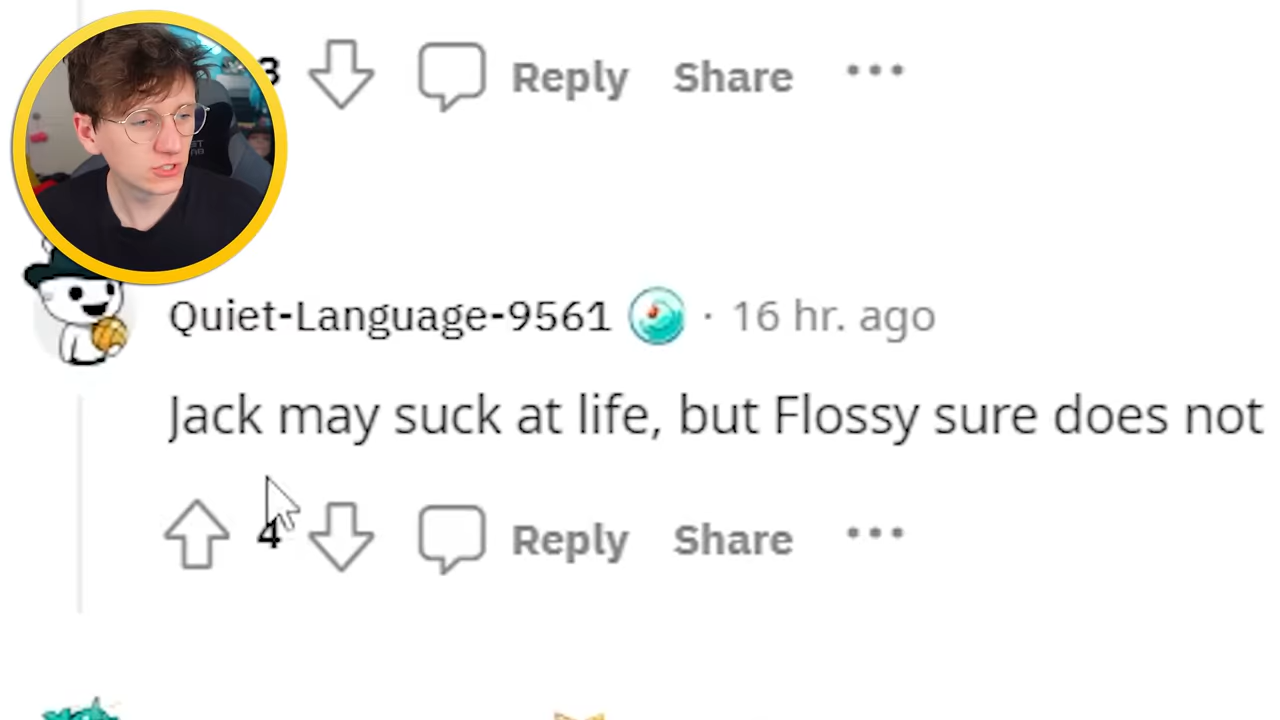 3 Reply Share
Quiet-Language-9561 · 16 hr. ago
Jack may suck at life, but Flossy sure does not
4 Reply Share